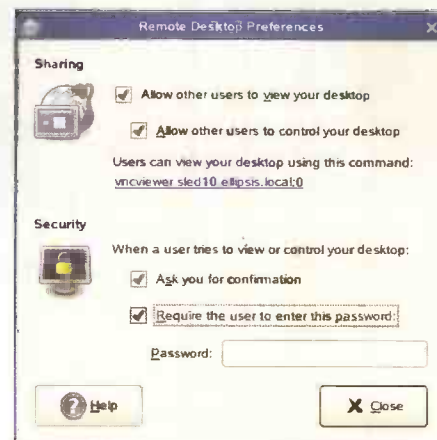 Remote Desktop Preferences
Sharing
Allow other users to view your desktop
Allow other users to control your desktop
Users can view your desktop using this command:
vncviewer sled10.ellipsis.local:0
Security
When a user tries to view or control your desktop:
Ask you for confirmation
Require the user to enter this password:
Password:
Help
Close